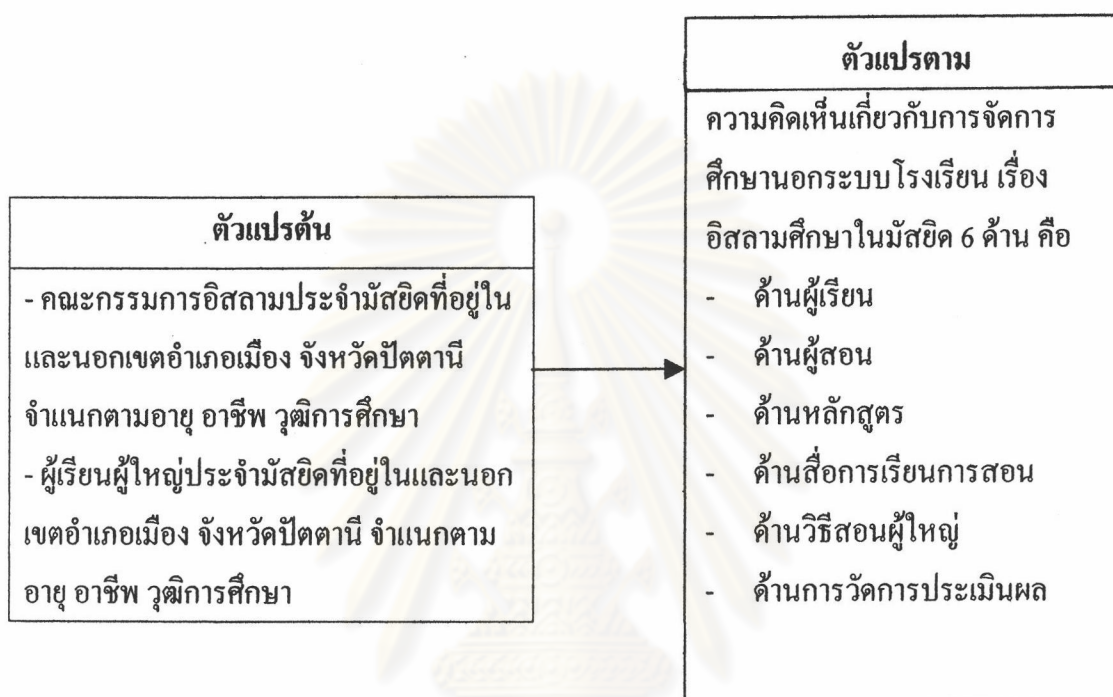 ตัวแปรต้น
- คณะกรรมการอิสลามประจำมัสยิดที่อยู่ใน
และนอกเขตอำเภอเมือง จังหวัดปัตตานี
จำแนกตามอายุ อาชีพ วุฒิการศึกษา
- ผู้เรียนผู้ใหญ่ประจำมัสยิดที่อยู่ในและนอก
เขตอำเภอเมือง จังหวัดปัตตานี จำแนกตาม
อายุ อาชีพ วุฒิการศึกษา
ตัวแปรตาม
ความคิดเห็นเกี่ยวกับการจัดการ
ศึกษานอกระบบโรงเรียน เรื่อง
อิสลามศึกษาในมัสยิด 6 ด้าน คือ
- ด้านผู้เรียน
- ด้านผู้สอน
- ด้านหลักสูตร
- ด้านสื่อการเรียนการสอน
- ด้านวิธีสอนผู้ใหญ่
- ด้านการวัดการประเมินผล